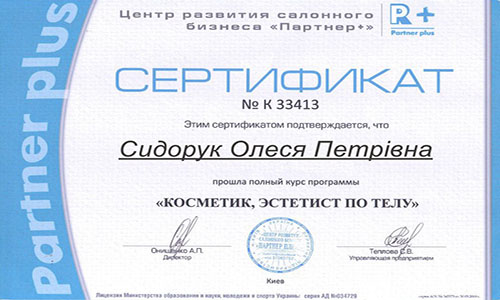 Центр развития салонного
бизнеса «Партнер+»
Partner plus
Partner plus
СЕРТИФИКАТ
№ К 33413
Этим сертификатом подтверждается, что
Сидорук Олеся Петрівна
прошла полный курс программы
«КОСМЕТИК, ЭСТЕТИСТ ПО ТЕЛУ»
Онищенко А.П.
Директор
Теплова С.В.
Управляющая предприятием
Киев
Лицензия Министерства образования и науки, молодежи и спорта Украины серия АД №034729